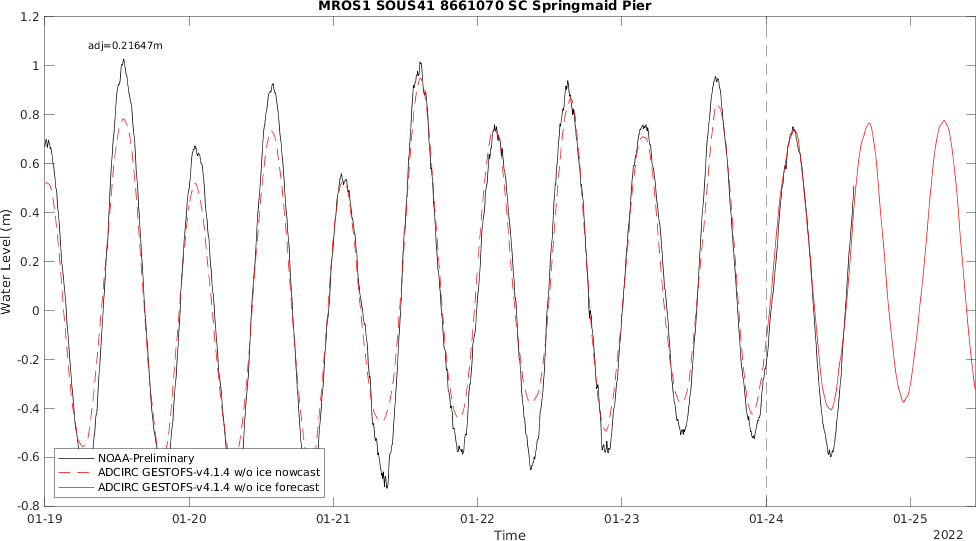 MROS1 SOUS41 8661070 SC Springmaid Pier
1.2
adj=0.21647m
1
0.8
0.6
0.4
0.2
0
-0.2
-0.4
-0.6
-0.8
Water Level (m)
NOAA-Preliminary
ADCIRC GESTOFS-v4.1.4 w/o ice nowcast
ADCIRC GESTOFS-v4.1.4 w/o ice forecast
01-19 01-20 01-21 01-22 01-23 01-24 01-25
Time
2022